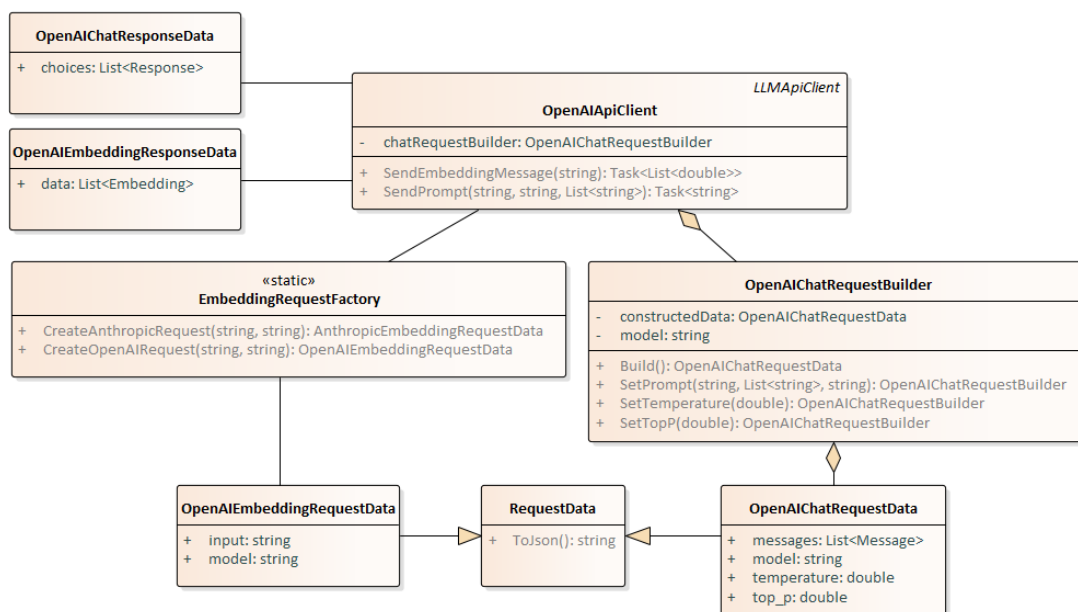 OpenAIChatResponseData
+ choices: List<Response>
LLMApiClient
OpenAIApiClient
- chatRequestBuilder: OpenAIChatRequestBuilder
+ SendEmbeddingMessage(string): Task<List<double>>
+ SendPrompt(string, string, List<string>): Task<string>
OpenAIEmbeddingResponseData
+ data: List<Embedding>
«static»
EmbeddingRequestFactory
+ CreateAnthropicRequest(string, string): AnthropicEmbeddingRequestData
+ CreateOpenAIRequest(string, string): OpenAIEmbeddingRequestData
OpenAIChatRequestBuilder
- constructedData: OpenAIChatRequestData
- model: string
+ Build(): OpenAIChatRequestData
+ SetPrompt(string, List<string>, string): OpenAIChatRequestBuilder
+ SetTemperature(double): OpenAIChatRequestBuilder
+ SetTopP(double): OpenAIChatRequestBuilder
OpenAIEmbeddingRequestData
+ input: string
+ model: string
RequestData
+ ToJson(): string
OpenAIChatRequestData
+ messages: List<Message>
+ model: string
+ temperature: double
+ top_p: double